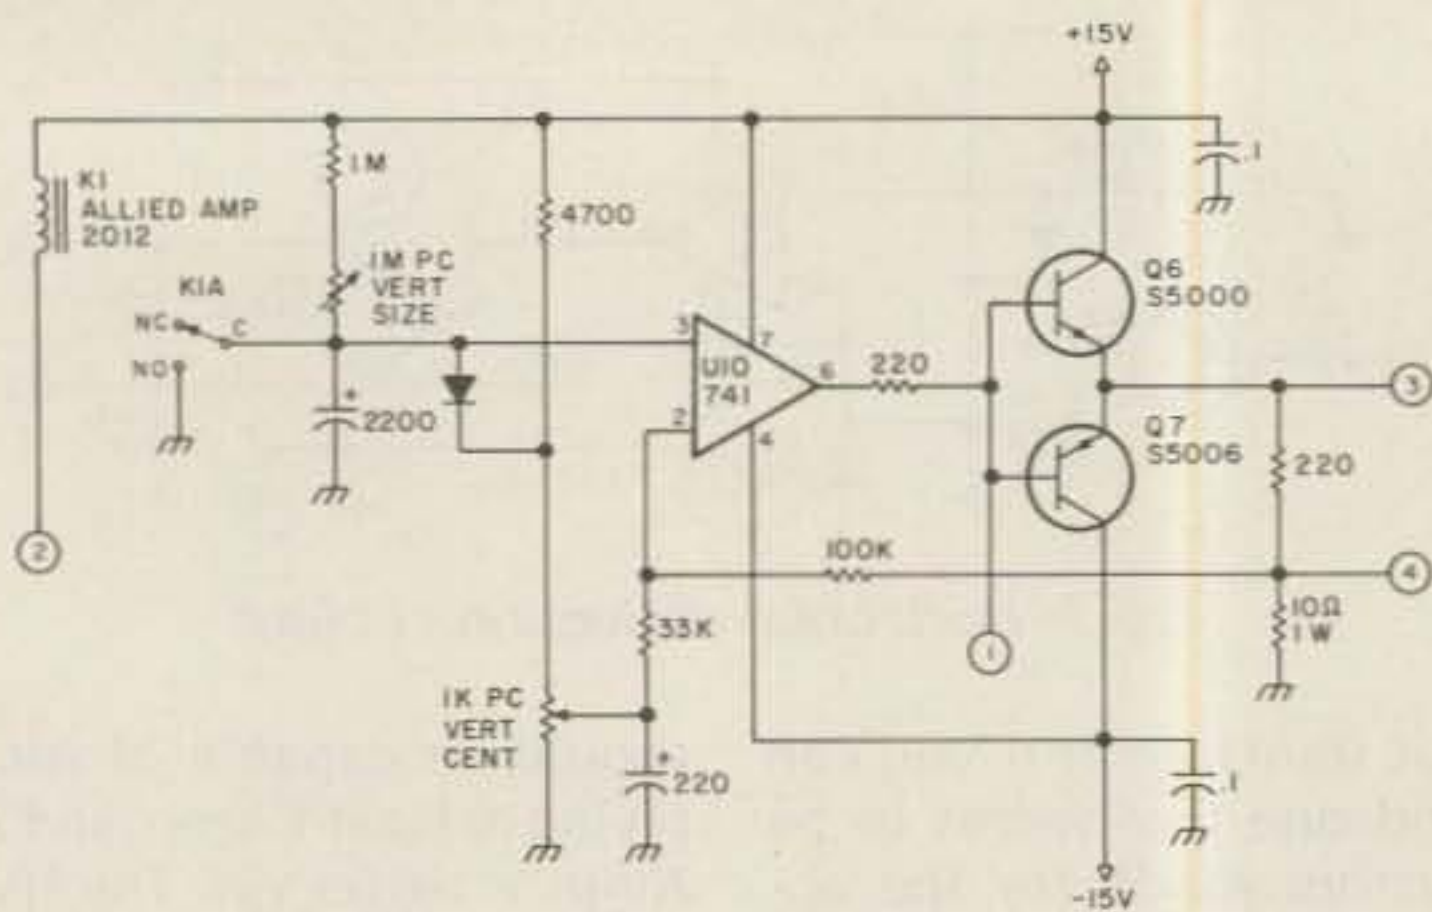 +15V
K1
ALLIED AMP
2012
1M
4700
.1
1M PC
VERT
SIZE
K1A
NC
C
NO
+
2200
3
7
U10
741
6
2
4
220
Q6
S5000
Q7
S5006
3
220
2
100K
4
33K
10Ω
1W
1
1K PC
VERT
CENT
+
220
.1
-15V